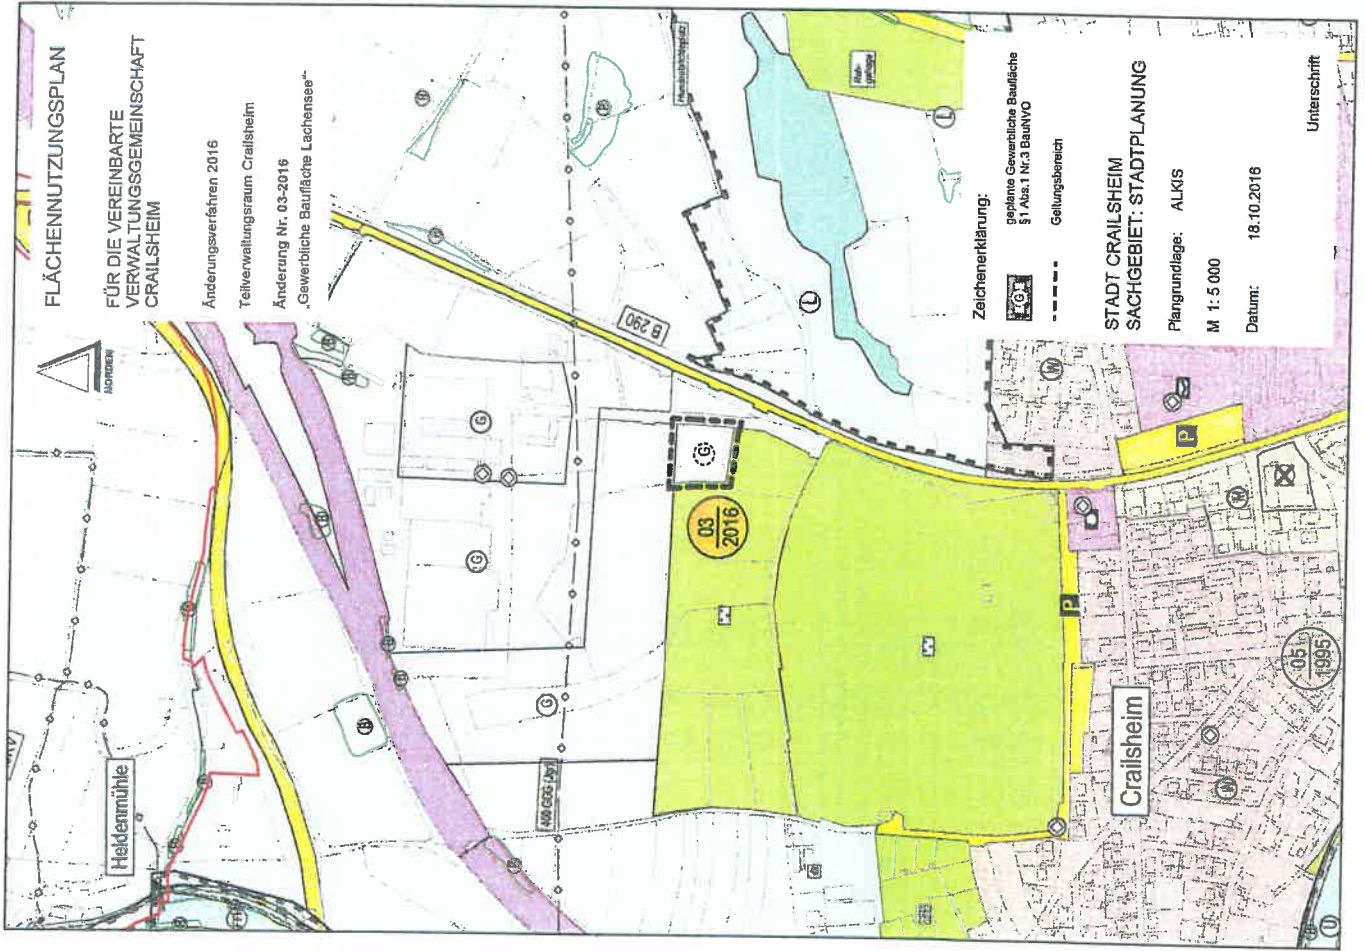 FLÄCHENNUTZUNGSPLAN
FÜR DIE VEREINBARTE
VERWALTUNGSGEMEINSCHAFT
CRAILSHEIM
Änderungsverfahren 2016
Teilverwaltungsraum Crailsheim
Änderung Nr. 03-2016
„Gewerbliche Baufläche Lachensee“
NORDEN
Heldenmühle
B 290
G
G
G
G
03
2016
L
L
W
W
P
P
05
1995
Crailsheim
Zeichenerklärung:
G
geplante Gewerbliche Baufläche
§1 Abs.1 Nr.3 BauNVO
Geltungsbereich
STADT CRAILSHEIM
SACHGEBIET: STADTPLANUNG
Plangrundlage: ALKIS
M 1: 5 000
Datum: 18.10.2016
Unterschrift